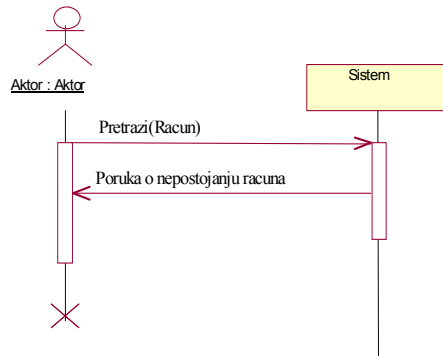 Aktor : Aktor
Sistem
Pretrazi(Racun)
Poruka o nepostojanju racuna